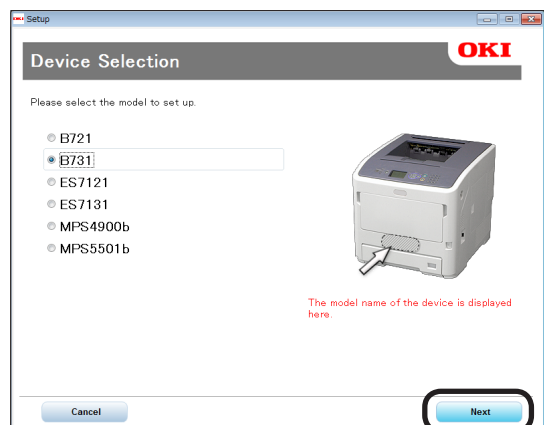 Setup
OKI
Device Selection
Please select the model to set up.
B721
B731
ES7121
ES7131
MPS4900b
MPS5501b
The model name of the device is displayed
here.
Cancel
Next